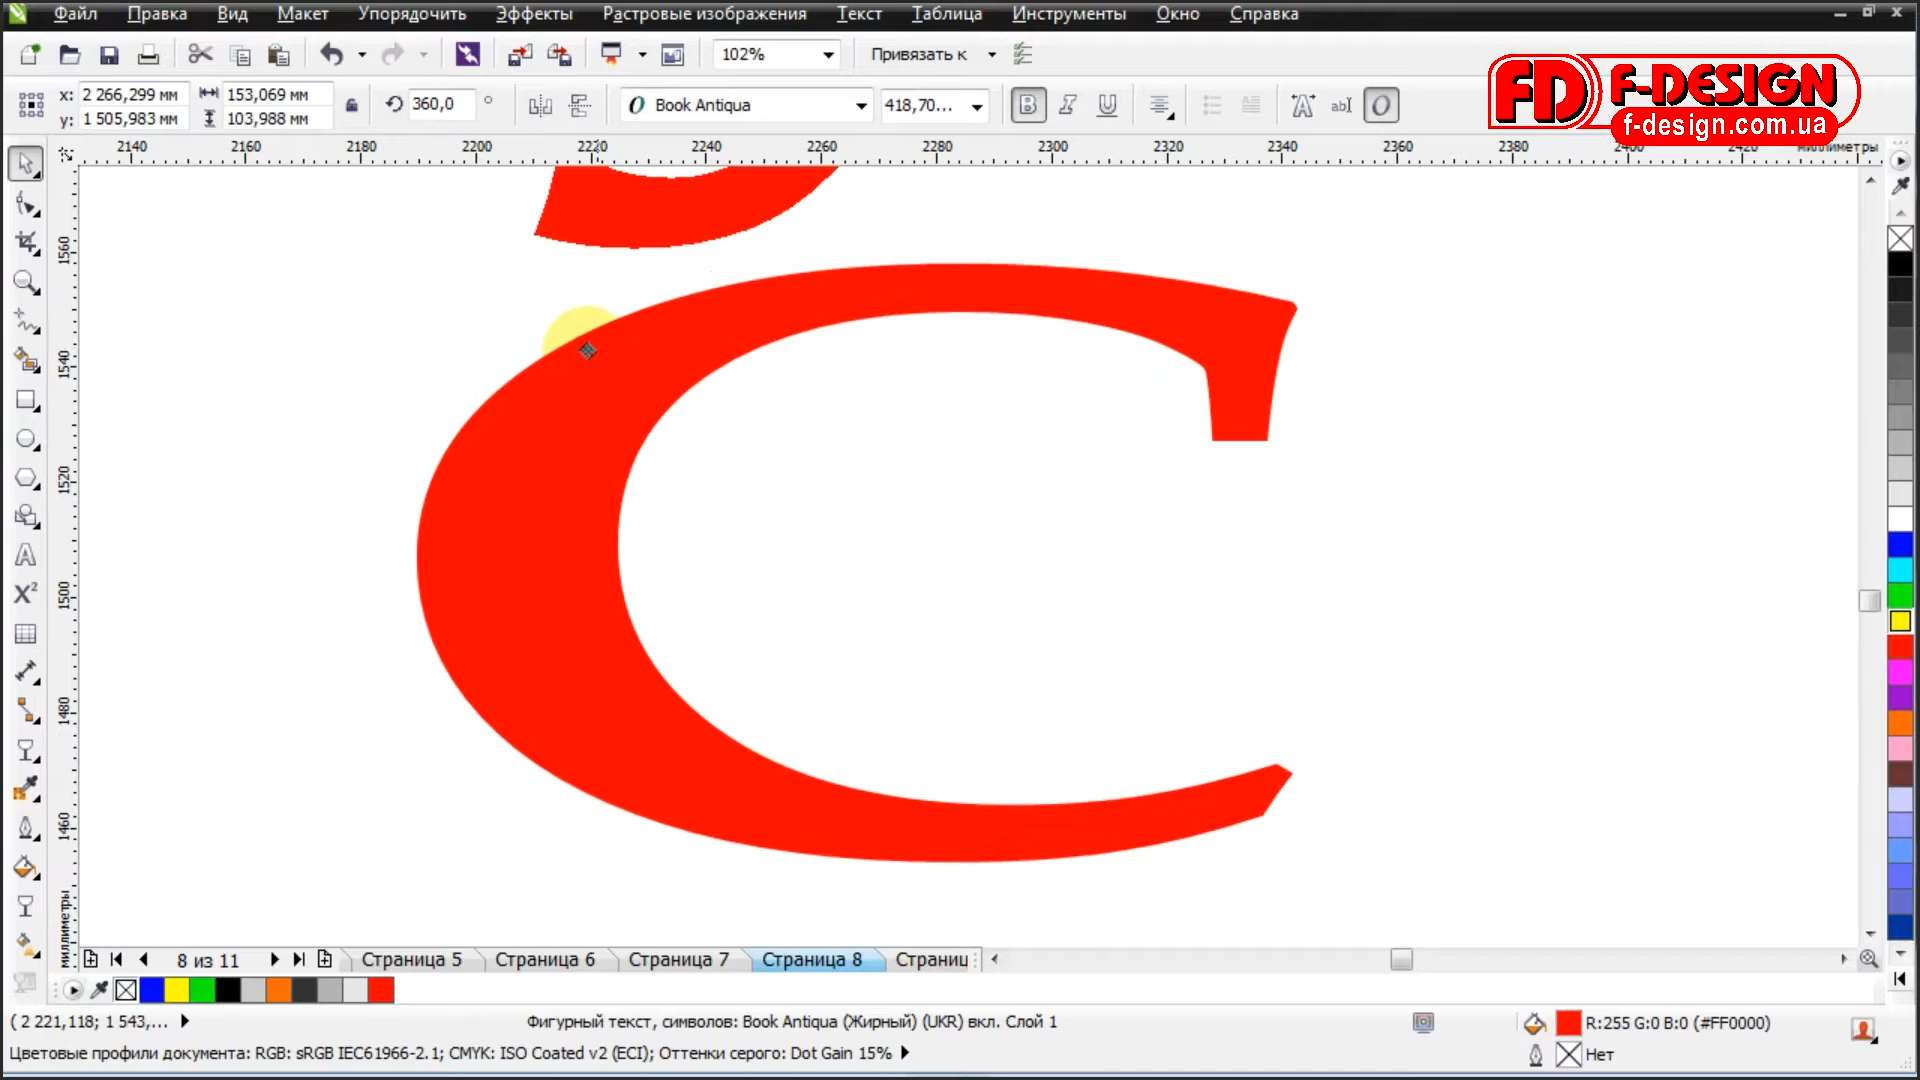 Файл Правка Вид Макет Упорядочить Эффекты Растровые изображения Текст Таблица Инструменты Окно Справка
102% Привязать к
FD F-DESIGN
f-design.com.ua
x: 2 266,299 мм 153,069 мм 360,0 ° O Book Antiqua 418,70... B I U A ab O
y: 1 505,983 мм 103,988 мм
2140 2160 2180 2200 2220 2240 2260 2280 2300 2320 2340 2360 2380 2400 2420 миллиметры
1560
1540
1520
1500
1480
1460
миллиметры
C
8 из 11 Страница 5 Страница 6 Страница 7 Страница 8 Страниц
( 2 221,118; 1 543,... Фигурный текст, символов: Book Antiqua (Жирный) (UKR) вкл. Слой 1 R:255 G:0 B:0 (#FF0000)
Цветовые профили документа: RGB: sRGB IEC61966-2.1; CMYK: ISO Coated v2 (ECI); Оттенки серого: Dot Gain 15% Нет